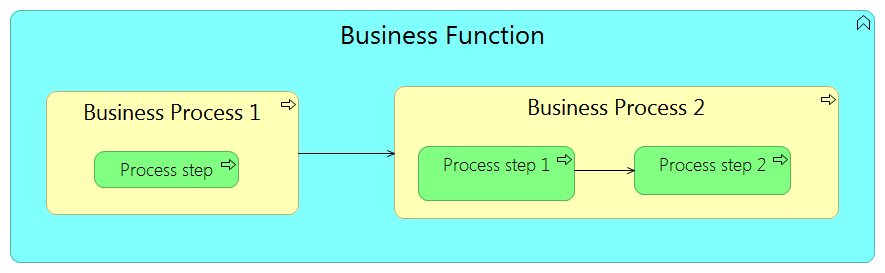 Business Function
Business Process 1
Process step
Business Process 2
Process step 1
Process step 2